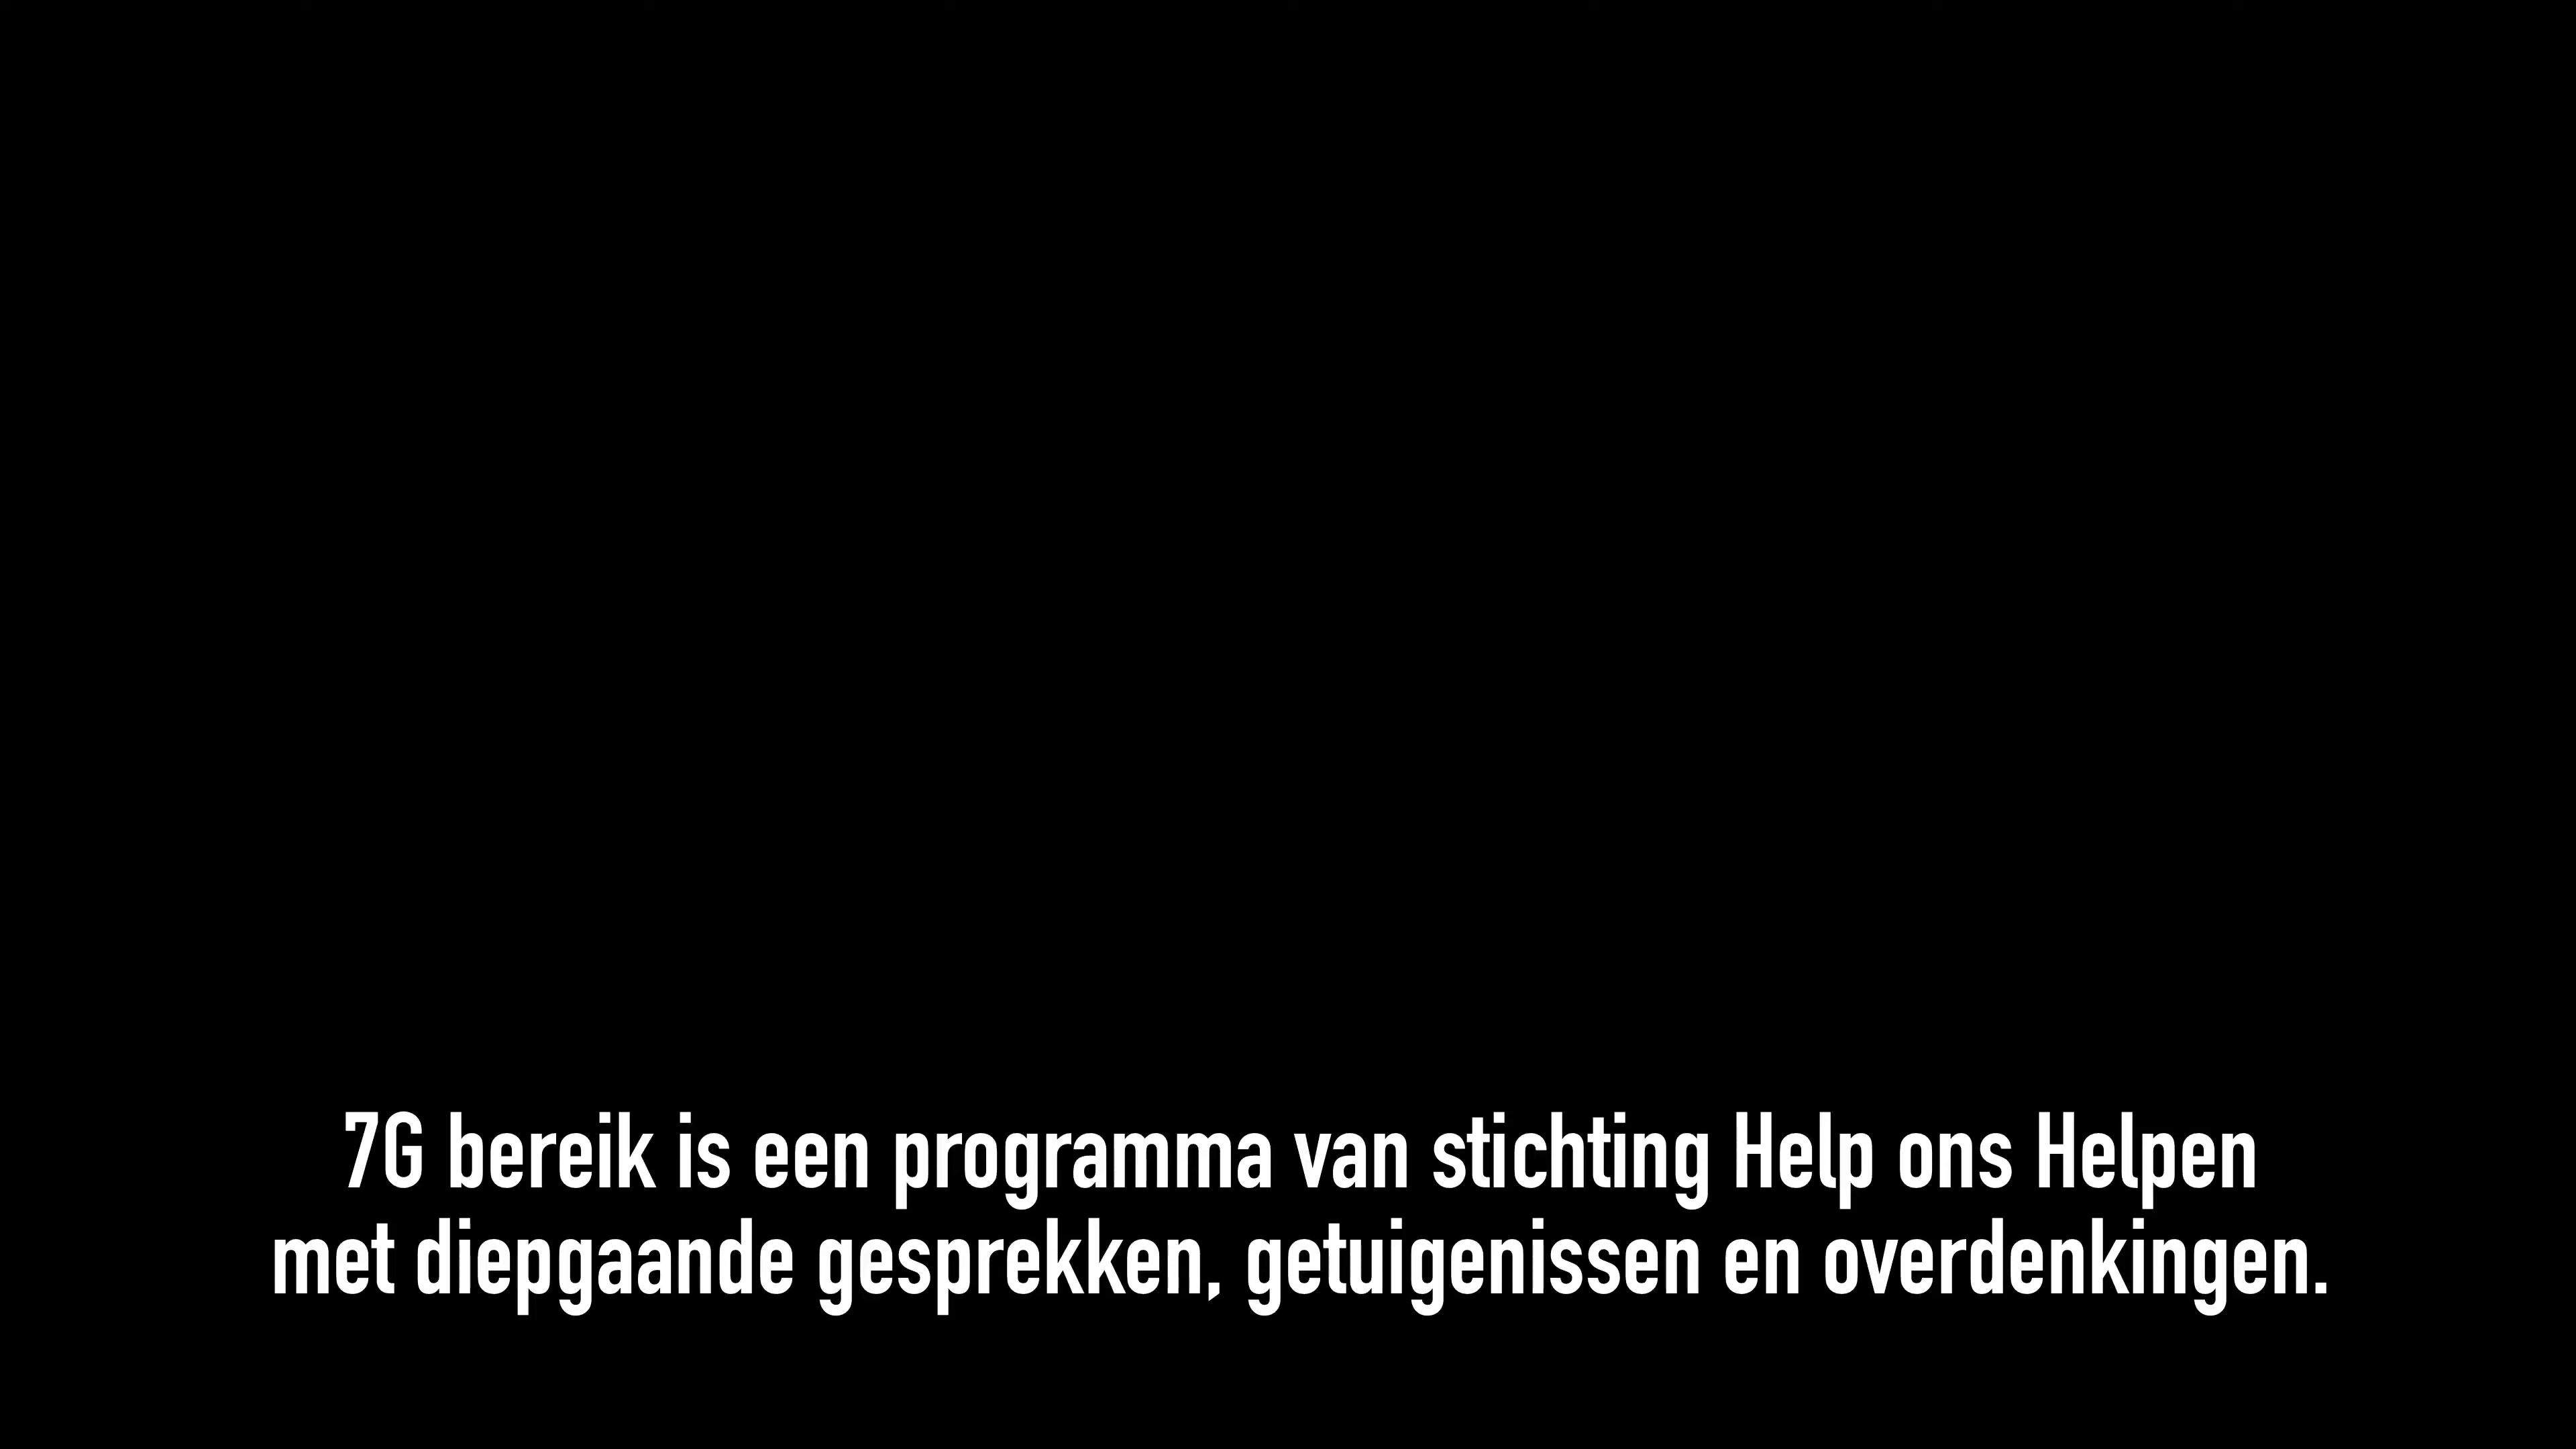 7G bereik is een programma van stichting Help ons Helpen
met diepgaande gesprekken, getuigenissen en overdenkingen.